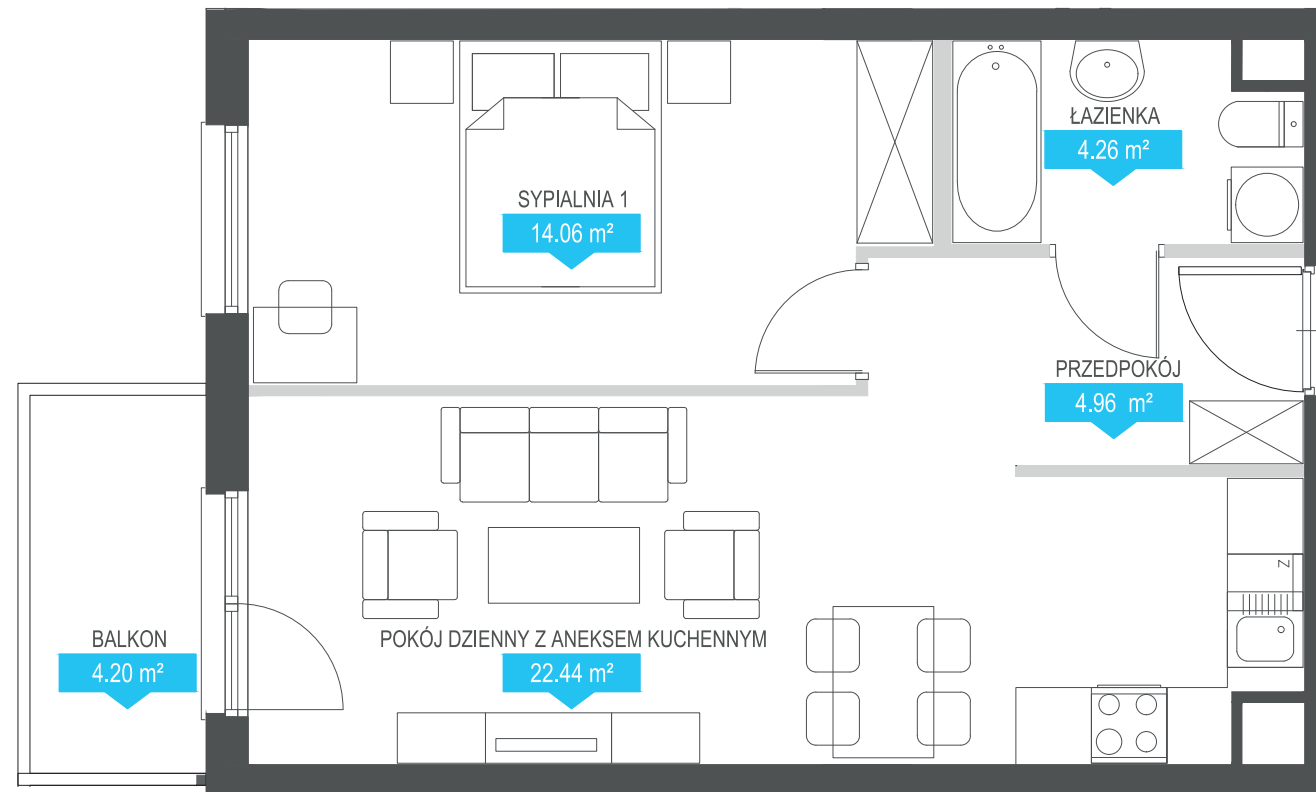 ŁAZIENKA
4.26 m²
SYPIALNIA 1
14.06 m²
PRZEDPOKÓJ
4.96 m²
Z
BALKON
4.20 m²
POKÓJ DZIENNY Z ANEKSEM KUCHENNYM
22.44 m²